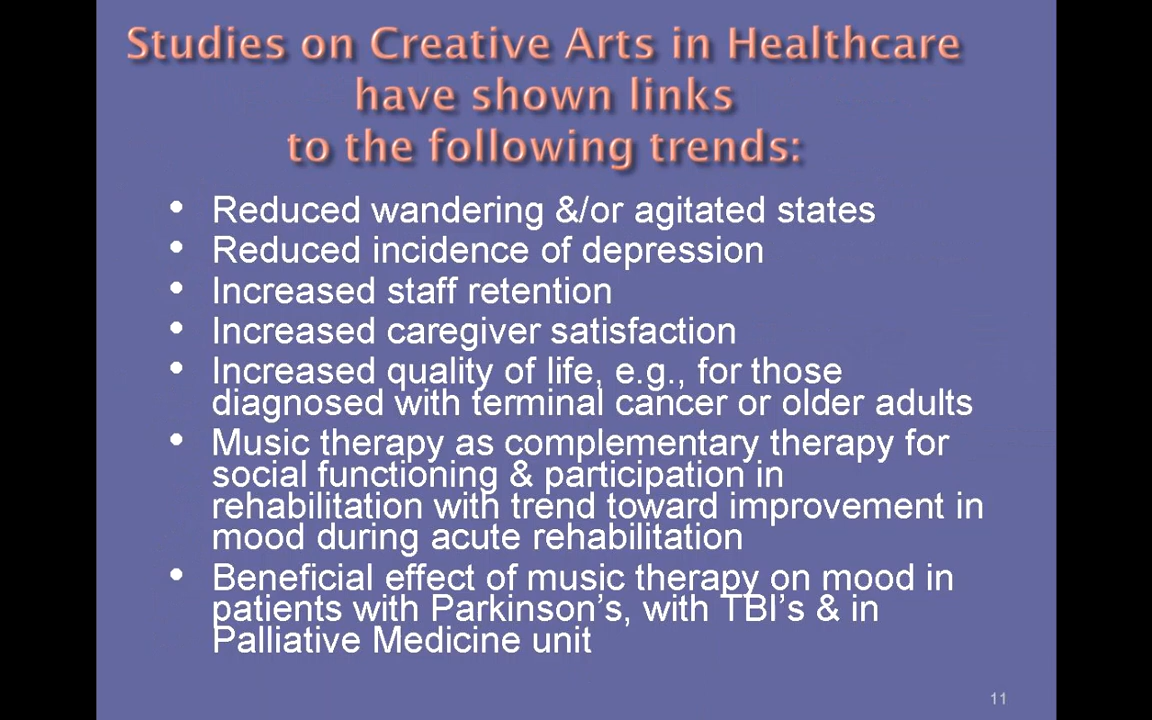 Studies on Creative Arts in Healthcare
have shown links
to the following trends:
• Reduced wandering &/or agitated states
• Reduced incidence of depression
• Increased staff retention
• Increased caregiver satisfaction
• Increased quality of life, e.g., for those
diagnosed with terminal cancer or older adults
• Music therapy as complementary therapy for
social functioning & participation in
rehabilitation with trend toward improvement in
mood during acute rehabilitation
• Beneficial effect of music therapy on mood in
patients with Parkinson’s, with TBI’s & in
Palliative Medicine unit
11